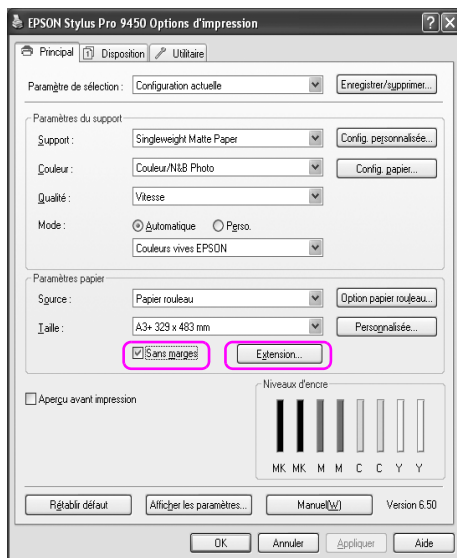 EPSON Stylus Pro 9450 Options d'impression
Principal Disposition Utilitaire
Paramètre de sélection : Configuration actuelle Enregistrer/supprimer...
Paramètres du support
Support : Singleweight Matte Paper Config. personnalisée...
Couleur : Couleur/N&B Photo Config. papier...
Qualité : Vitesse
Mode : Automatique Perso.
Couleurs vives EPSON
Paramètres papier
Source : Papier rouleau Option papier rouleau...
Taille : A3+ 329 x 483 mm Personnalisée...
Sans marges Extension...
Aperçu avant impression
Niveaux d'encre
MK MK M M C C Y Y
Rétablir défaut Afficher les paramètres... Manuel(W) Version 6.50
OK Annuler Appliquer Aide